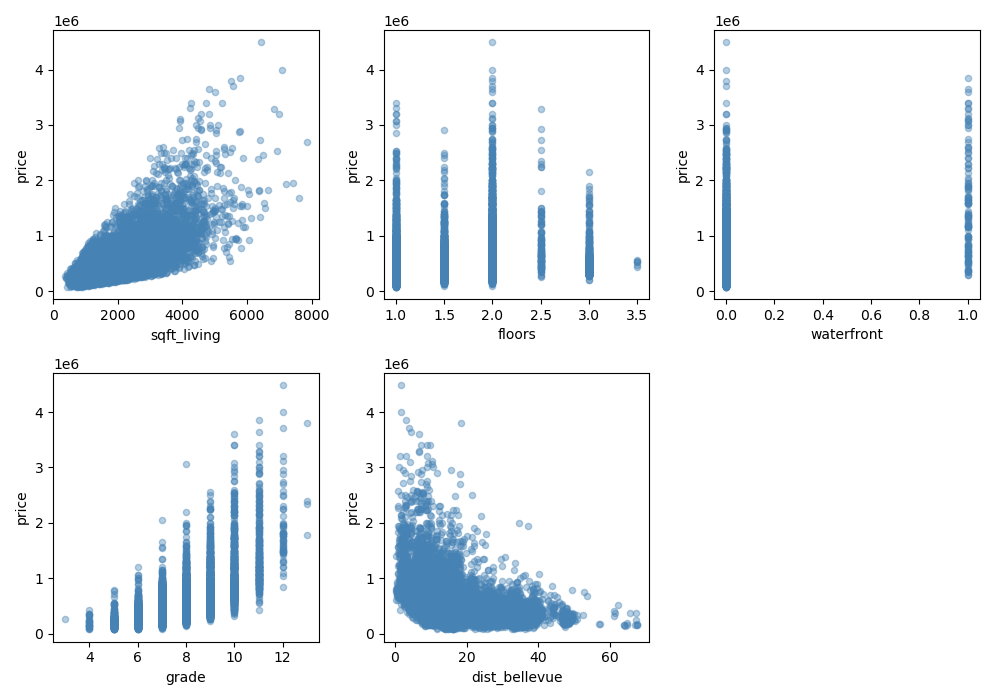 1e6 1e6 1e6
4 4 4
3 3 3
price price price
2 2 2
1 1 1
0 0 0
0 2000 4000 6000 8000 1.0 1.5 2.0 2.5 3.0 3.5 0.0 0.2 0.4 0.6 0.8 1.0
sqft_living floors waterfront
1e6 1e6
4 4
3 3
price price
2 2
1 1
0 0
4 6 8 10 12 0 20 40 60
grade dist_bellevue